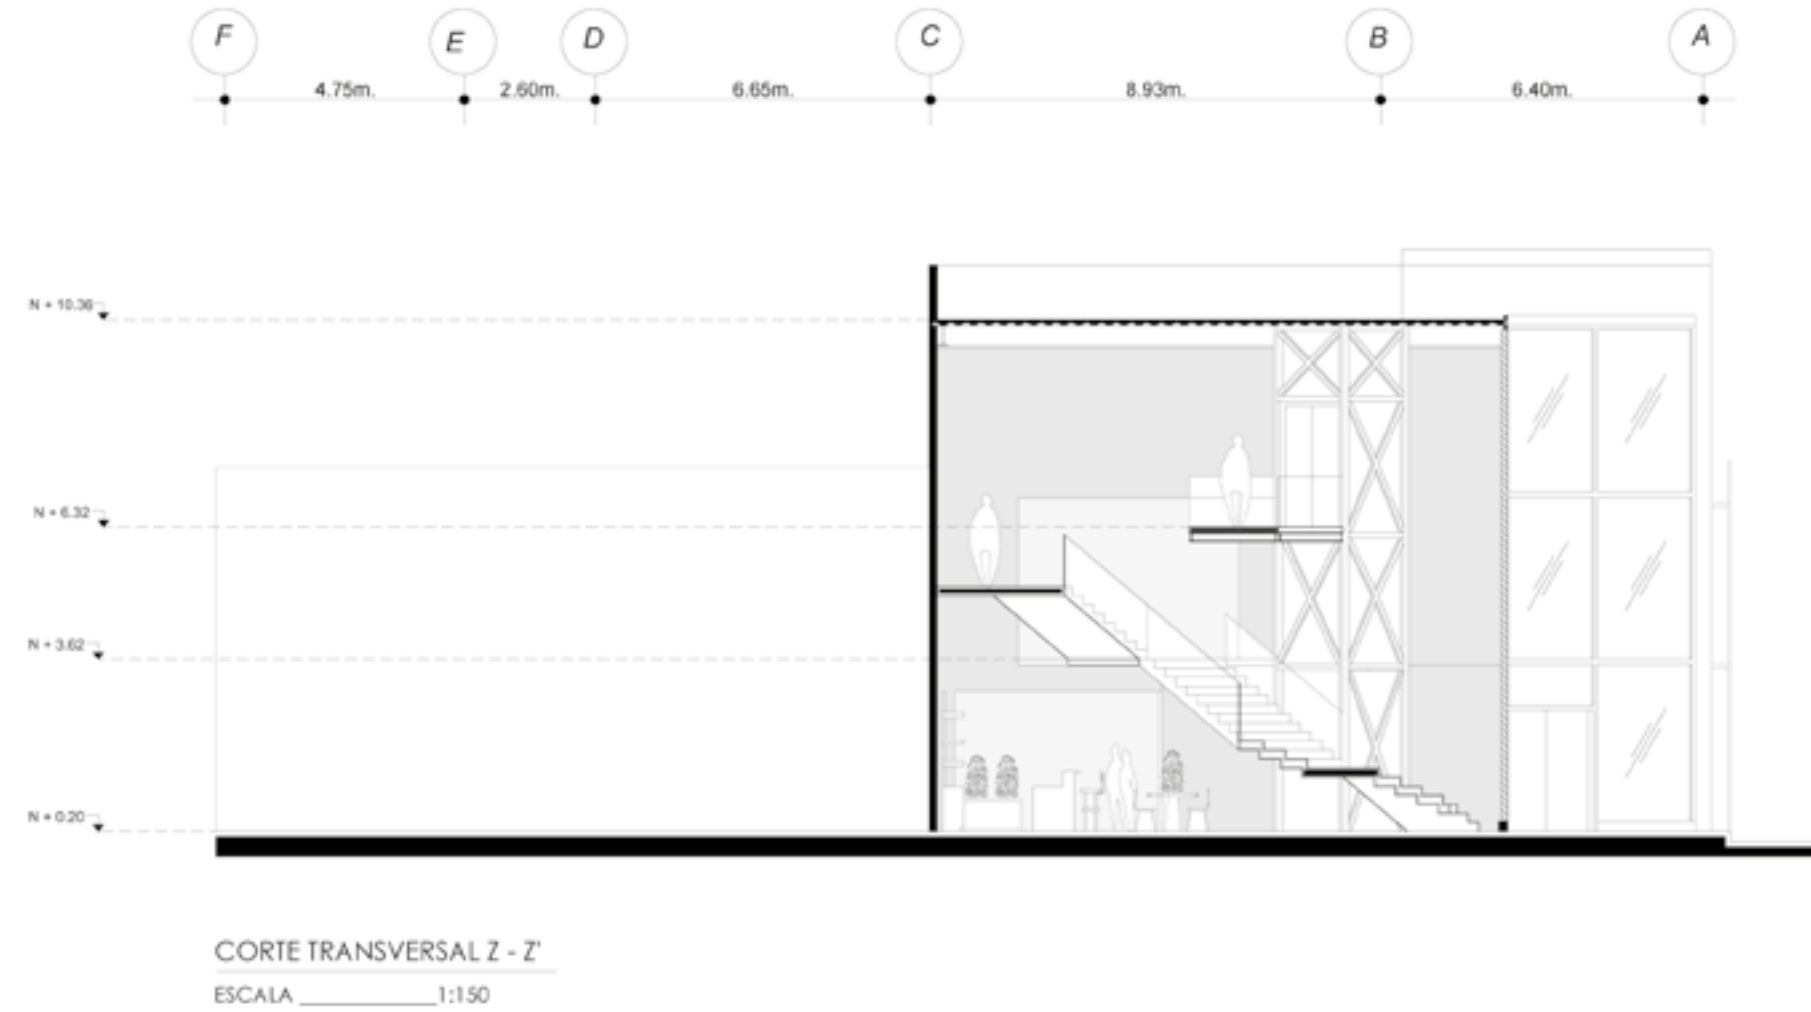 F E D C B A
4.75m. 2.60m. 6.65m. 8.93m. 6.40m.
N + 10.36
N + 6.32
N + 3.62
N + 0.20
CORTE TRANSVERSAL Z - Z'
ESCALA ____________1:150